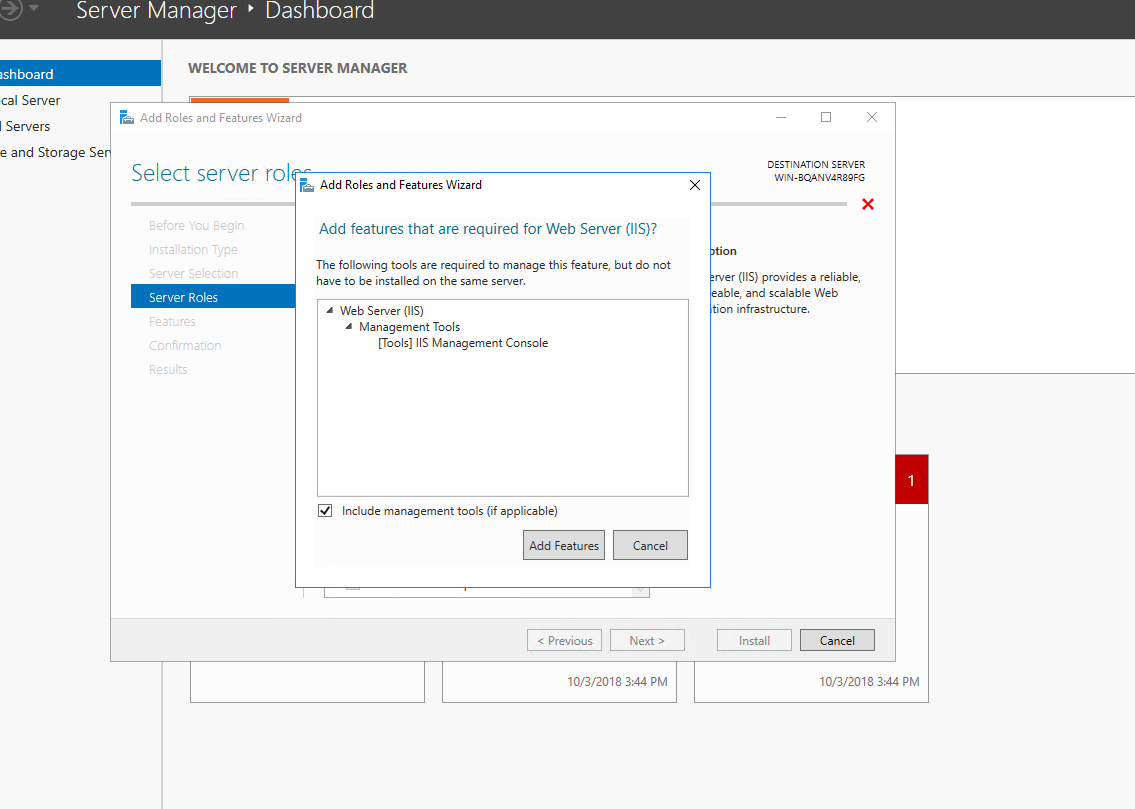 Server Manager ‣ Dashboard
ashboard
cal Server
l Servers
e and Storage Ser
WELCOME TO SERVER MANAGER
Add Roles and Features Wizard
Select server roles
DESTINATION SERVER
WIN-BQANV4R89FG
Before You Begin
Installation Type
Server Selection
Server Roles
Features
Confirmation
Results
Add Roles and Features Wizard
Add features that are required for Web Server (IIS)?
The following tools are required to manage this feature, but do not
have to be installed on the same server.
Web Server (IIS)
Management Tools
[Tools] IIS Management Console
Include management tools (if applicable)
Add Features
Cancel
ption
erver (IIS) provides a reliable,
eable, and scalable Web
tion infrastructure.
1
< Previous
Next >
Install
Cancel
10/3/2018 3:44 PM
10/3/2018 3:44 PM